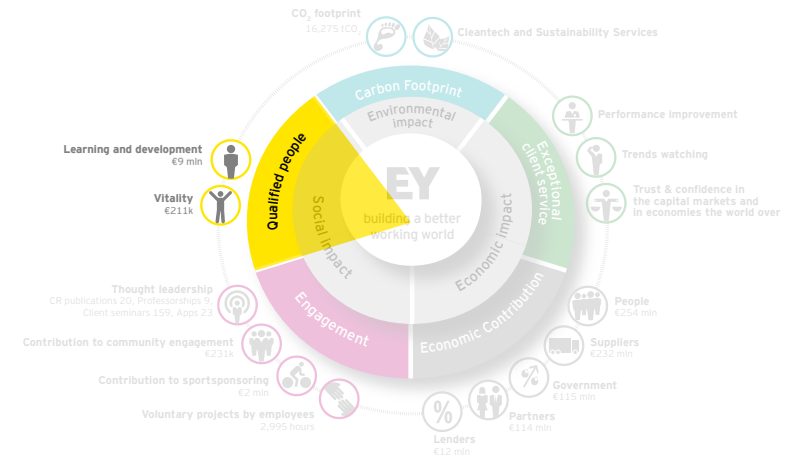 CO₂ footprint
16,275 tCO₂
Cleantech and Sustainability Services
Carbon Footprint
Environmental
impact
Performance improvement
Trends watching
Trust & confidence in
the capital markets and
in economies the world over
Exceptional
client service
Learning and development
€9 mln
Vitality
€211k
Qualified people
Social impact
EY
building a better
working world
Economic impact
Thought leadership
CR publications 20, Professorships 9,
Client seminars 159, Apps 23
Contribution to community engagement
€231k
Contribution to sportsponsoring
€2 mln
Voluntary projects by employees
2,995 hours
Engagement
Economic Contribution
People
€254 mln
Suppliers
€232 mln
Government
€115 mln
Partners
€114 mln
%
Lenders
€12 mln